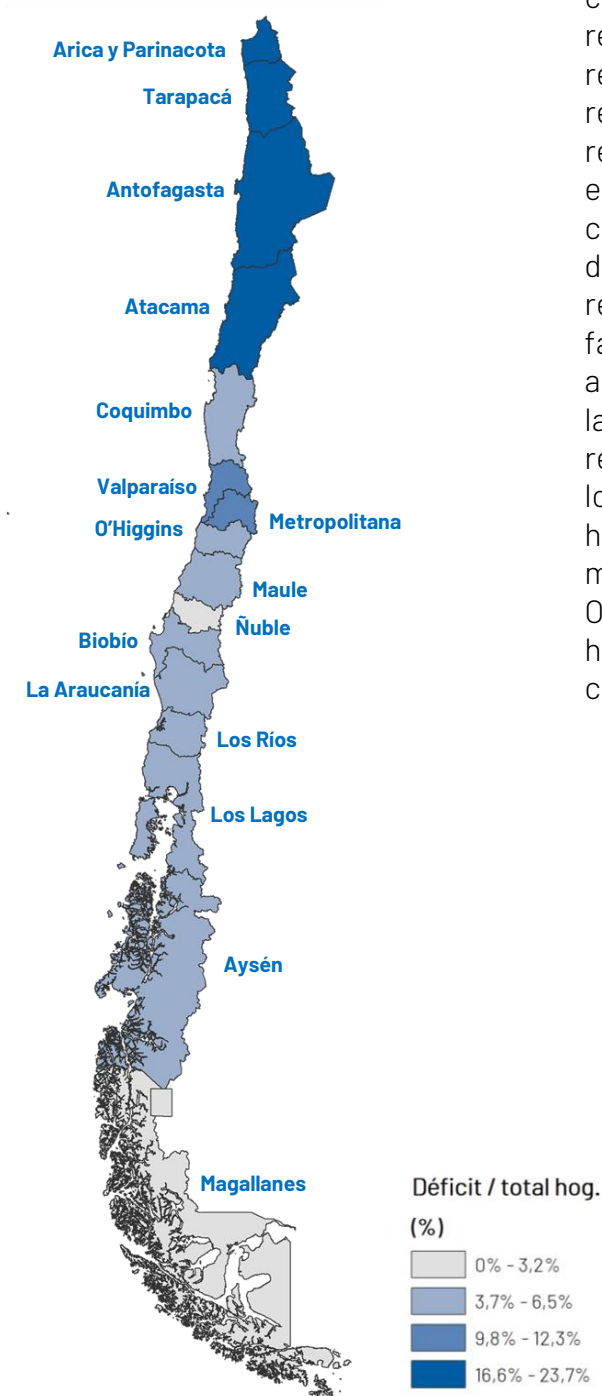 Arica y Parinacota
Tarapacá
Antofagasta
Atacama
Coquimbo
Valparaíso
O'Higgins
Metropolitana
Maule
Ñuble
Biobío
La Araucanía
Los Ríos
Los Lagos
Aysén
Magallanes
Déficit / total hog.
(%)
0% - 3,2%
3,7% - 6,5%
9,8% - 12,3%
16,6% - 23,7%